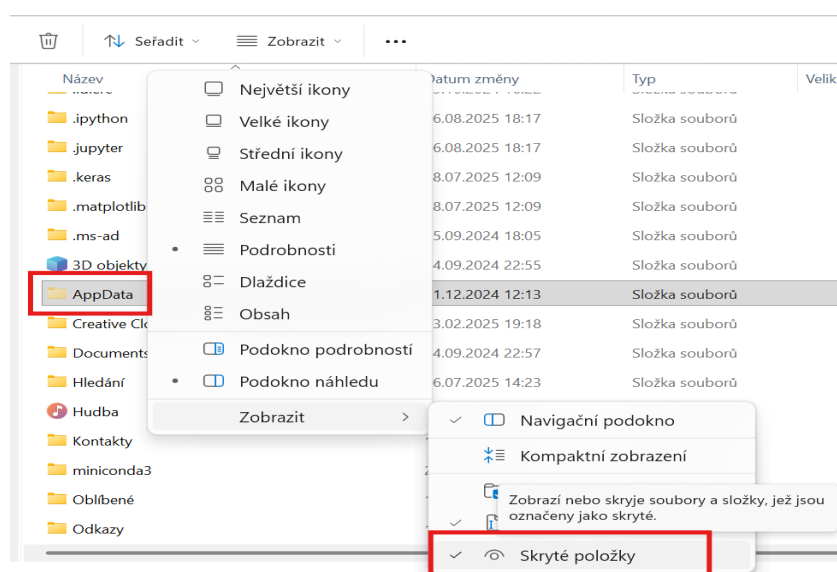 Seřadit
Zobrazit
Název
Datum změny
Typ
Velik
.ipython
6.08.2025 18:17
Složka souborů
.jupyter
6.08.2025 18:17
Složka souborů
.keras
8.07.2025 12:09
Složka souborů
.matplotlib
8.07.2025 12:09
Složka souborů
.ms-ad
5.09.2024 18:05
Složka souborů
3D objekty
4.09.2024 22:55
Složka souborů
AppData
1.12.2024 12:13
Složka souborů
Creative Clo
3.02.2025 19:18
Složka souborů
Documents
4.09.2024 22:57
Složka souborů
Hledání
6.07.2025 14:23
Složka souborů
Hudba
Kontakty
miniconda3
Oblíbené
Odkazy
Největší ikony
Velké ikony
Střední ikony
Malé ikony
Seznam
Podrobnosti
Dlaždice
Obsah
Podokno podrobností
Podokno náhledu
Zobrazit
Navigační podokno
Kompaktní zobrazení
Zobrazí nebo skryje soubory a složky, jež jsou
označeny jako skryté.
Skryté položky